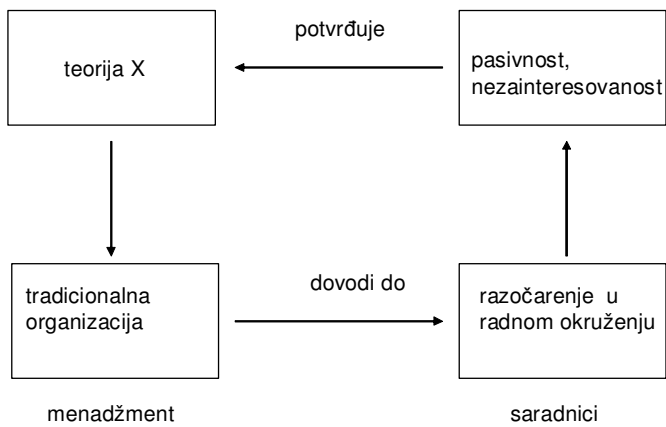 potvrđuje
teorija X
pasivnost,
nezainteresovanost
dovodi do
tradicionalna
organizacija
razočarenje u
radnom okruženju
menadžment
saradnici